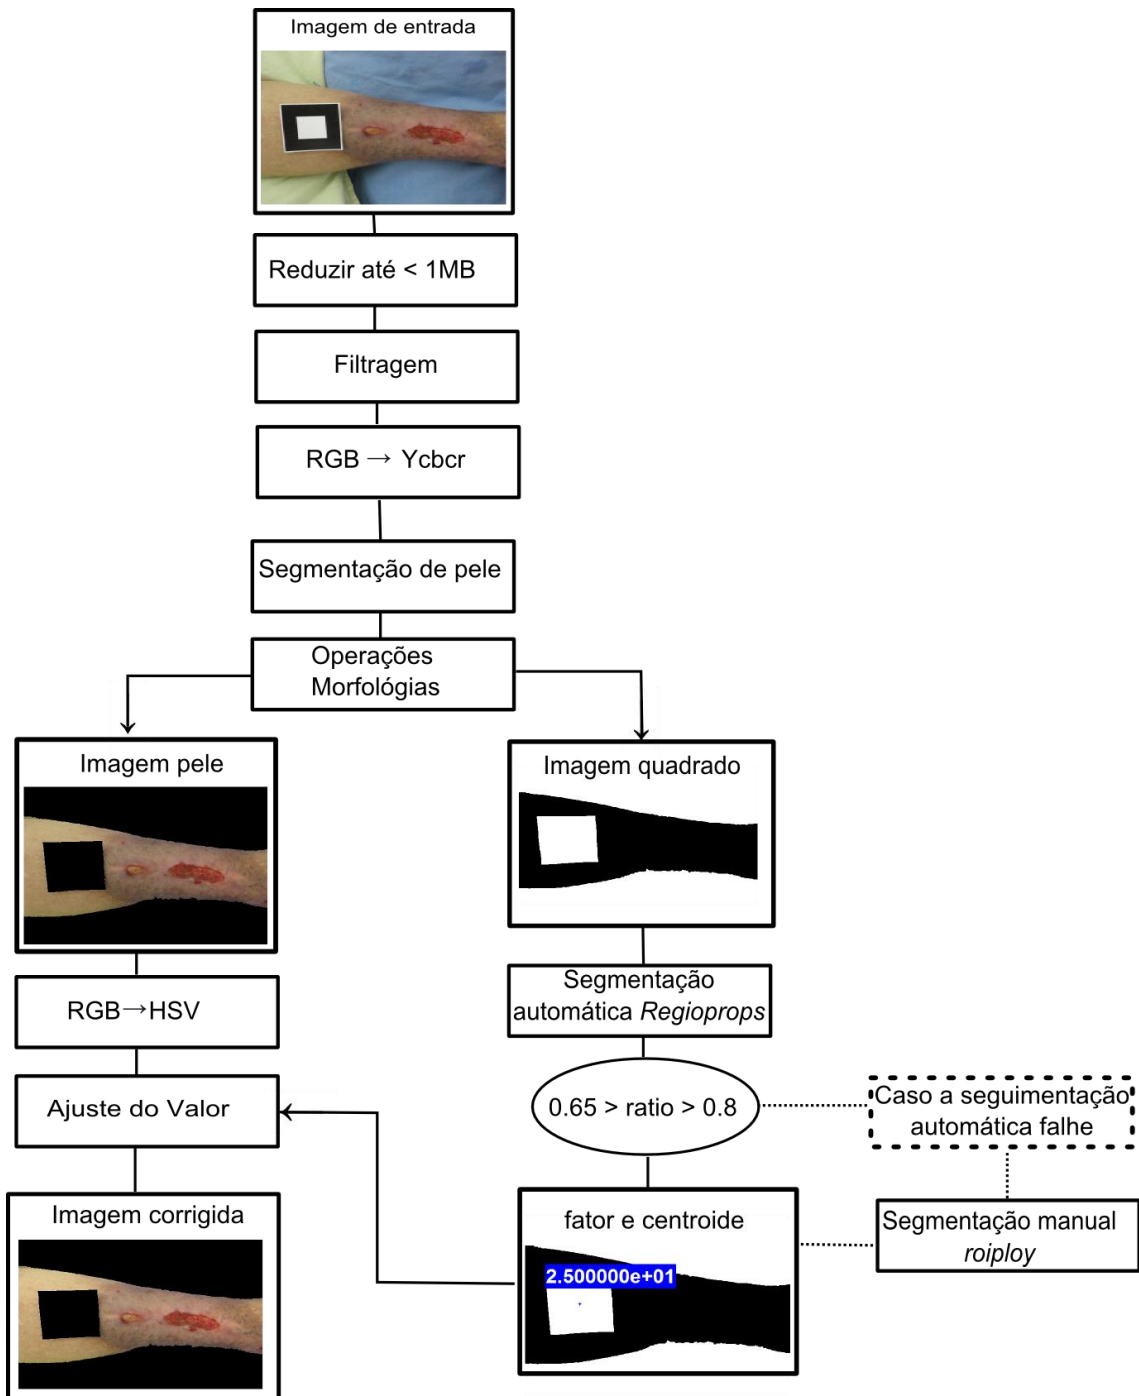 Imagem de entrada
Reduzir até < 1MB
Filtragem
RGB → Ycbcr
Segmentação de pele
Operações
Morfológias
Imagem pele
Imagem quadrado
RGB→HSV
Segmentação
automática Regioprops
Ajuste do Valor
0.65 > ratio > 0.8
Caso a seguimentação
automática falhe
Imagem corrigida
fator e centroide
2.500000e+01
Segmentação manual
roiploy